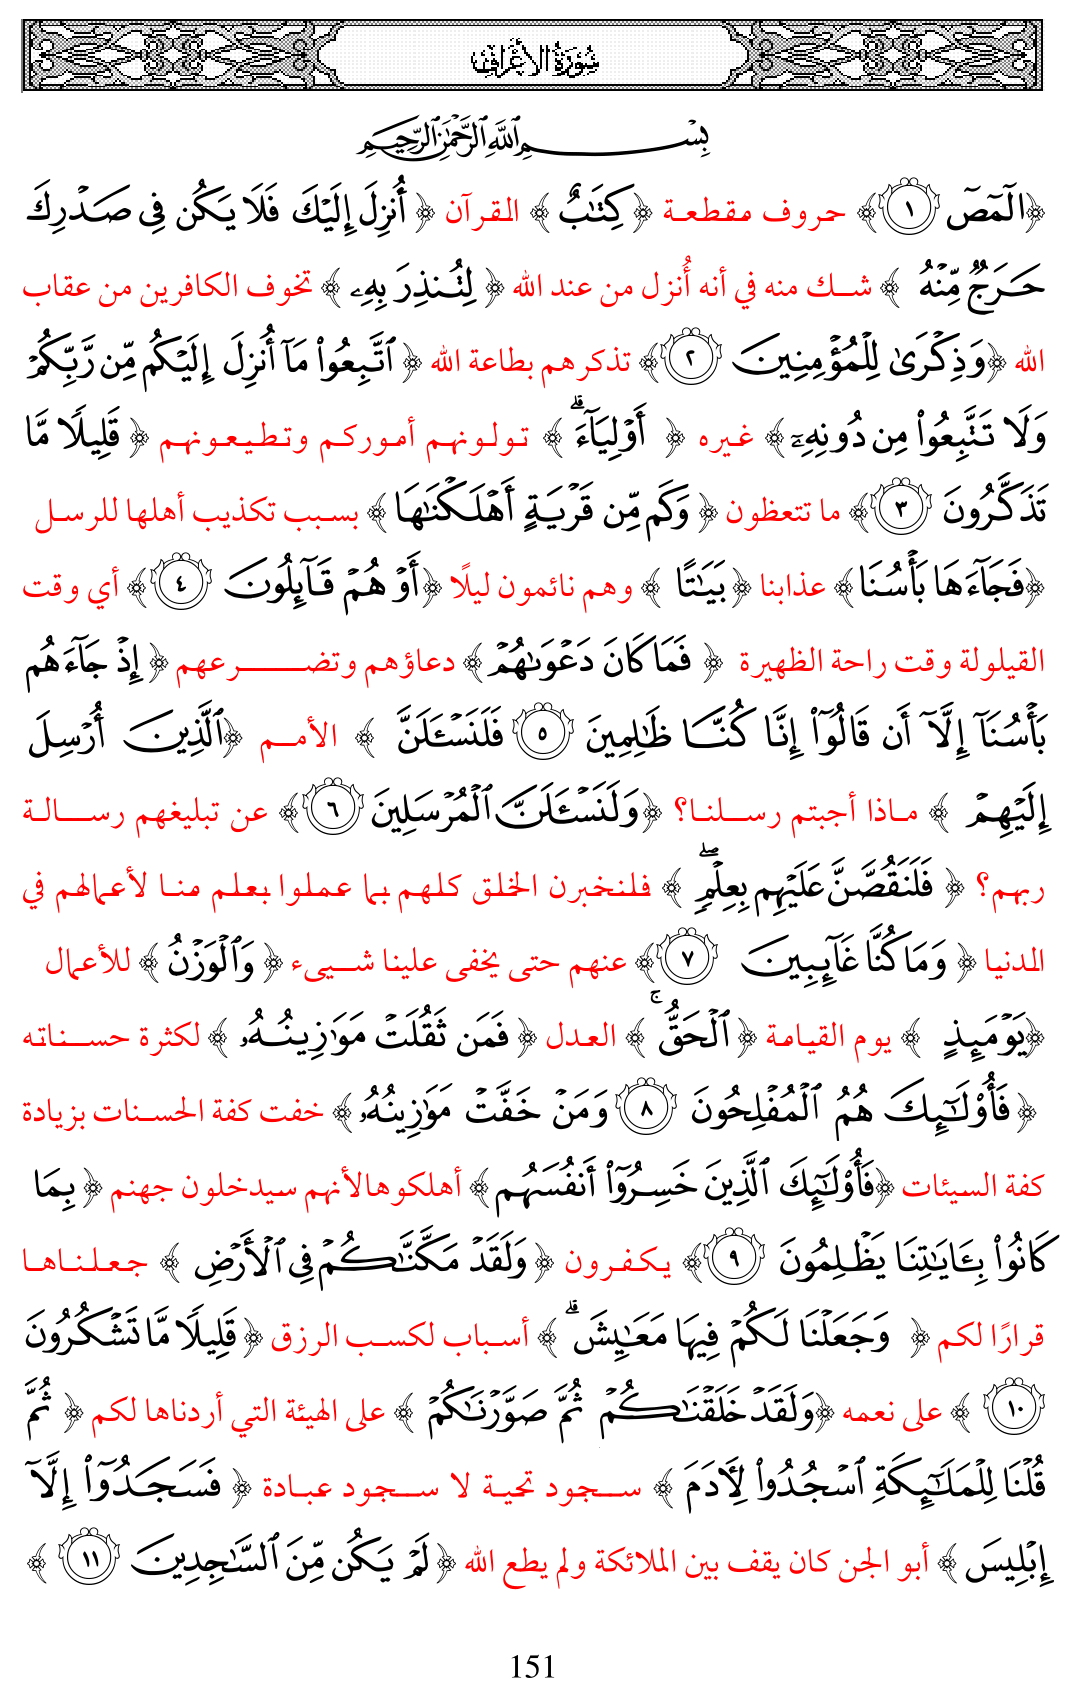 سُورَةُ الأَعْرَاف
بِسْمِ ٱللَّهِ ٱلرَّحْمَٰنِ ٱلرَّحِيمِ
﴿الٓمٓصٓ ١﴾ حروف مقطعة ﴿كِتَٰبٌ﴾ القرآن ﴿أُنزِلَ إِلَيْكَ فَلَا يَكُن فِى صَدْرِكَ
حَرَجٌ مِّنْهُ ﴾ شك منه في أنه أُنزل من عند الله ﴿لِتُنذِرَ بِهِۦ﴾ تخوف الكافرين من عقاب
الله ﴿وَذِكْرَىٰ لِلْمُؤْمِنِينَ ٢﴾ تذكرهم بطاعة الله ﴿ٱتَّبِعُوا۟ مَآ أُنزِلَ إِلَيْكُم مِّن رَّبِّكُمْ
وَلَا تَتَّبِعُوا۟ مِن دُونِهِۦٓ﴾ غيره ﴿ أَوْلِيَآءَ ۗ﴾ تولونهم أموركم وتطيعونهم ﴿قَلِيلًا مَّا
تَذَكَّرُونَ ٣﴾ ما تتعظون ﴿وَكَم مِّن قَرْيَةٍ أَهْلَكْنَٰهَا﴾ بسبب تكذيب أهلها للرسل
﴿فَجَآءَهَا بَأْسُنَا﴾ عذابنا ﴿بَيَٰتًا ﴾ وهم نائمون ليلًا ﴿أَوْ هُمْ قَآئِلُونَ ٤﴾ أي وقت
القيلولة وقت راحة الظهيرة ﴿ فَمَا كَانَ دَعْوَىٰهُمْ﴾ دعاؤهم وتضرعهم ﴿إِذْ جَآءَهُم
بَأْسُنَآ إِلَّآ أَن قَالُوٓا۟ إِنَّا كُنَّا ظَٰلِمِينَ ٥ فَلَنَسْـَٔلَنَّ ﴾ الأمم ﴿ٱلَّذِينَ أُرْسِلَ
إِلَيْهِمْ ﴾ ماذا أجبتم رسلنا؟ ﴿وَلَنَسْـَٔلَنَّ ٱلْمُرْسَلِينَ ٦﴾ عن تبليغهم رسالة
ربهم؟ ﴿فَلَنَقُصَّنَّ عَلَيْهِم بِعِلْمٍ ۖ ﴾ فلنخبرن الخلق كلهم بما عملوا بعلم منا لأعمالهم في
الدنيا ﴿وَمَا كُنَّا غَآئِبِينَ ٧﴾ عنهم حتى يخفى علينا شييء ﴿وَٱلْوَزْنُ﴾ للأعمال
﴿يَوْمَئِذٍ ﴾ يوم القيامة ﴿ٱلْحَقُّ ۚ ﴾ العدل ﴿فَمَن ثَقُلَتْ مَوَٰزِينُهُۥ ﴾ لكثرة حسناته
﴿فَأُو۟لَٰٓئِكَ هُمُ ٱلْمُفْلِحُونَ ٨ وَمَنْ خَفَّتْ مَوَٰزِينُهُۥ﴾ خفت كفة الحسنات بزيادة
كفة السيئات ﴿فَأُو۟لَٰٓئِكَ ٱلَّذِينَ خَسِرُوٓا۟ أَنفُسَهُم﴾ أهلكوهالأنهم سيدخلون جهنم ﴿بِمَا
كَانُوا۟ بِـَٔايَٰتِنَا يَظْلِمُونَ ٩﴾ يكفرون ﴿وَلَقَدْ مَكَّنَّٰكُمْ فِى ٱلْأَرْضِ ﴾ جعلناها
قرارًا لكم ﴿ وَجَعَلْنَا لَكُمْ فِيهَا مَعَٰيِشَ ۗ﴾ أسباب لكسب الرزق ﴿قَلِيلًا مَّا تَشْكُرُونَ
١٠ ﴾ على نعمه ﴿وَلَقَدْ خَلَقْنَٰكُمْ ثُمَّ صَوَّرْنَٰكُمْ ﴾ على الهيئة التي أردناها لكم ﴿ ثُمَّ
قُلْنَا لِلْمَلَٰٓئِكَةِ ٱسْجُدُوا۟ لِـَٔادَمَ ﴾ سجود تحية لا سجود عبادة ﴿فَسَجَدُوٓا۟ إِلَّآ
إِبْلِيسَ ﴾ أبو الجن كان يقف بين الملائكة ولم يطع الله ﴿لَمْ يَكُن مِّنَ ٱلسَّٰجِدِينَ ١١ ﴾
151